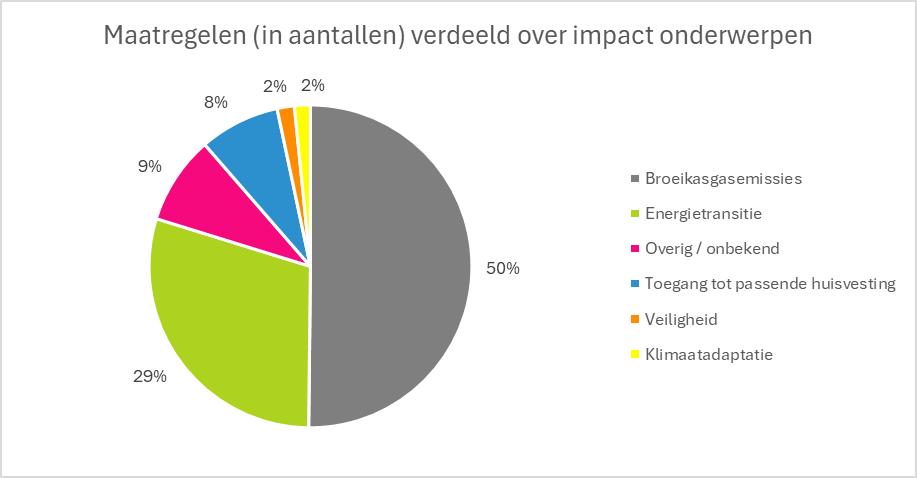 Maatregelen (in aantallen) verdeeld over impact onderwerpen
2%
2%
8%
9%
50%
29%
Broeikasgasemissies
Energietransitie
Overig / onbekend
Toegang tot passende huisvesting
Veiligheid
Klimaatadaptatie